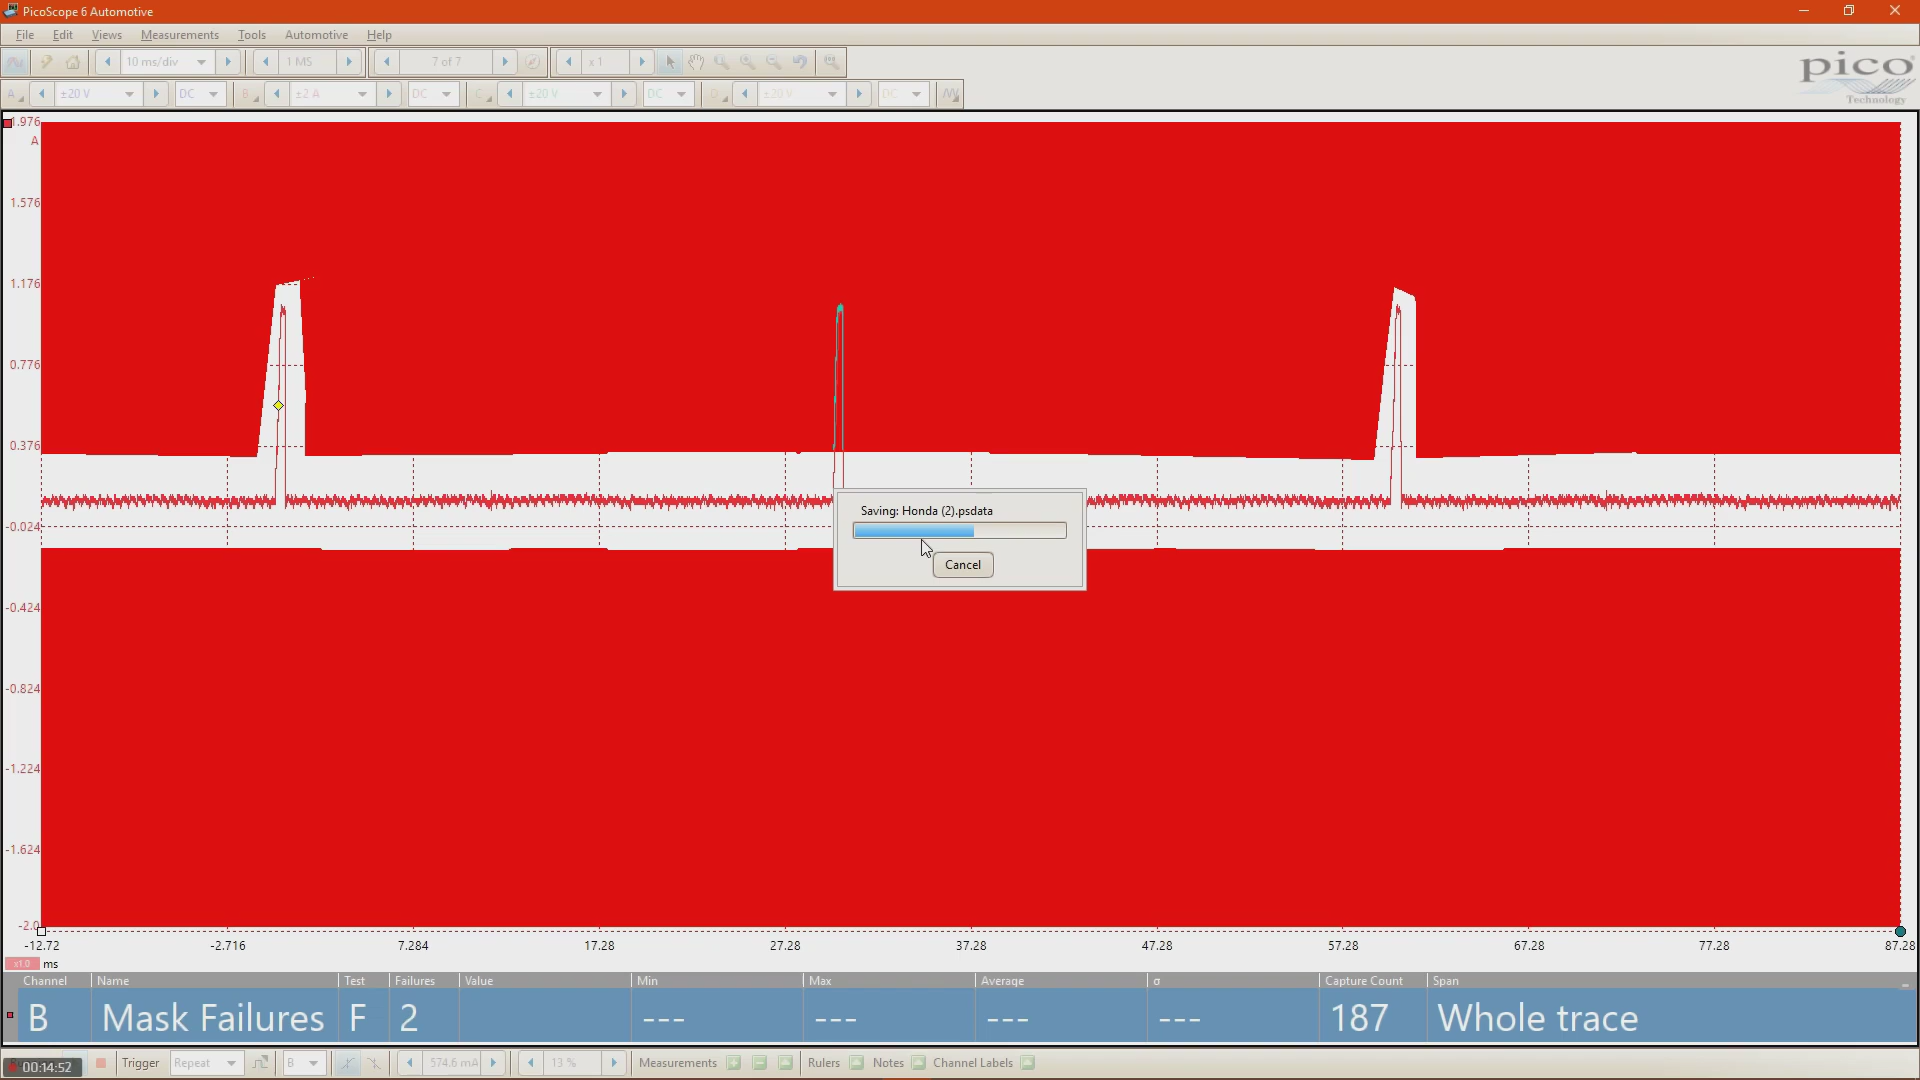 PicoScope 6 Automotive
File Edit Views Measurements Tools Automotive Help
10 ms/div 1 MS 7 of 7 x 1
A ±20 V DC B ±2 A DC C ±20 V DC D ±20 V DC
pico
Technology
1.976
A
1.576
1.176
0.776
0.376
-0.024
-0.424
-0.824
-1.224
-1.624
-2.0
Saving: Honda (2).psdata
Cancel
-12.72 -2.716 7.284 17.28 27.28 37.28 47.28 57.28 67.28 77.28 87.28
x1.0 ms
Channel Name Test Failures Value Min Max Average σ Capture Count Span
B Mask Failures F 2 --- --- --- --- 187 Whole trace
00:14:52 Trigger Repeat B 574.6 mA 13 % Measurements Rulers Notes Channel Labels